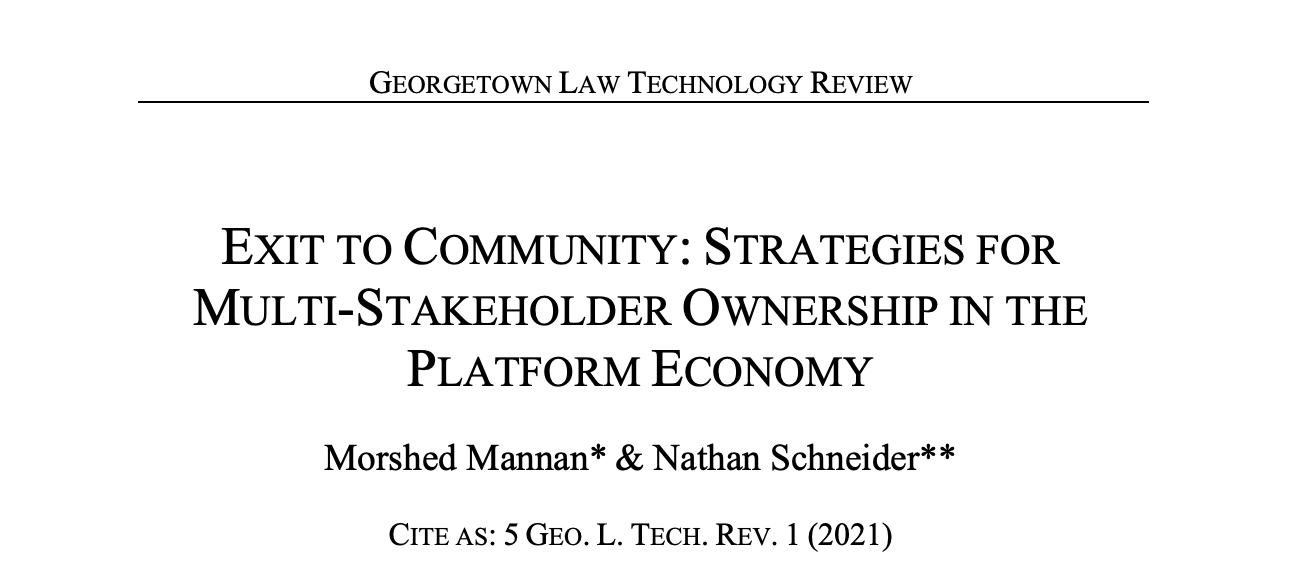 GEORGETOWN LAW TECHNOLOGY REVIEW
EXIT TO COMMUNITY: STRATEGIES FOR
MULTI-STAKEHOLDER OWNERSHIP IN THE
PLATFORM ECONOMY
Morshed Mannan* & Nathan Schneider**
CITE AS: 5 GEO. L. TECH. REV. 1 (2021)